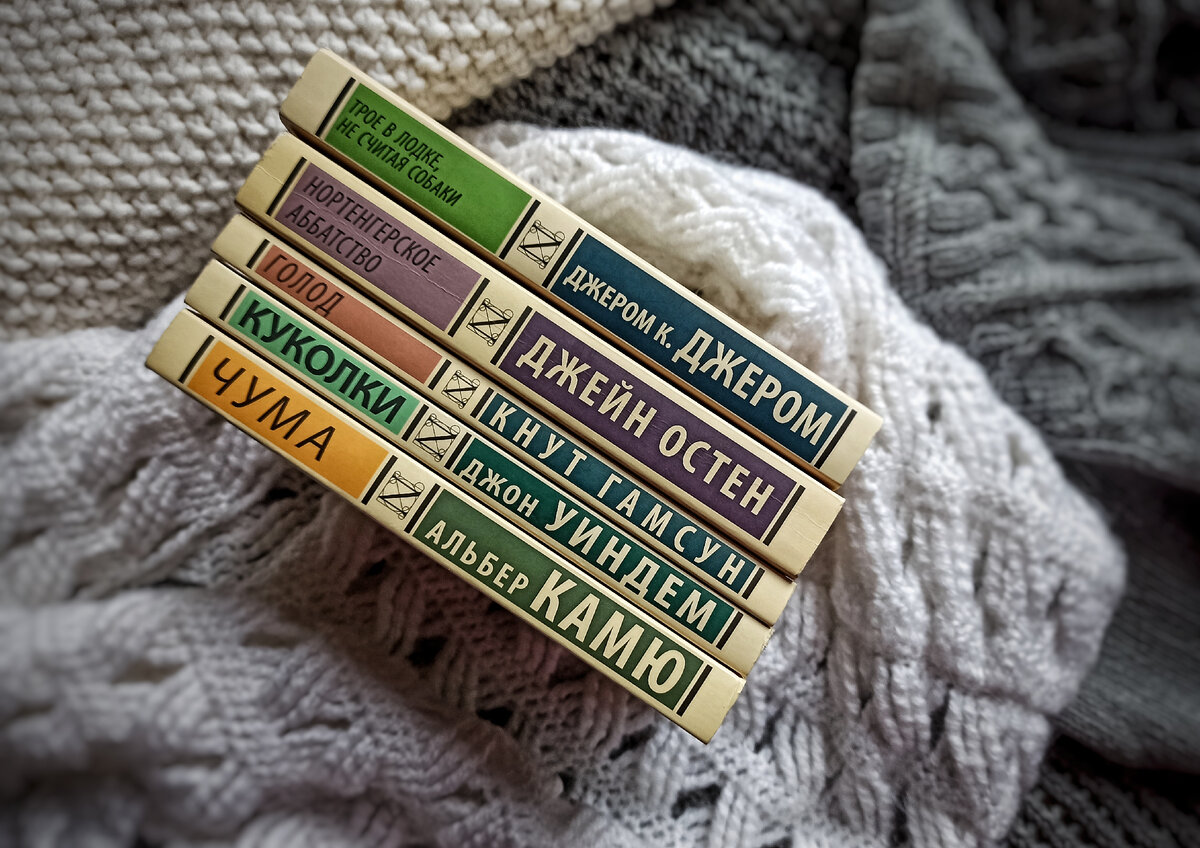 ТРОЕ В ЛОДКЕ,
НЕ СЧИТАЯ СОБАКИ
ДЖЕРОМ К. ДЖЕРОМ
НОРТЕНГЕРСКОЕ
АББАТСТВО
ДЖЕЙН ОСТЕН
ГОЛОД
КНУТ ГАМСУН
КУКОЛКИ
ДЖОН УИНДЕМ
ЧУМА
АЛЬБЕР КАМЮ